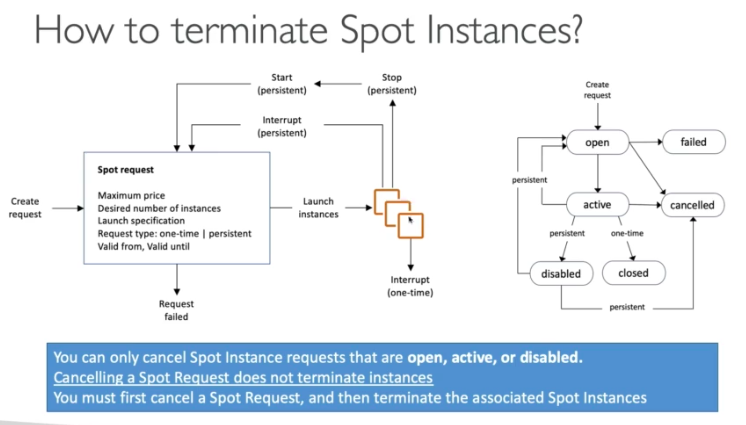 How to terminate Spot Instances?
Start
(persistent)
Stop
(persistent)
Interrupt
(persistent)
Create
request
Spot request
Maximum price
Desired number of instances
Launch specification
Request type: one-time | persistent
Valid from, Valid until
Launch
instances
Request
failed
Interrupt
(one-time)
Create
request
open
failed
persistent
active
cancelled
persistent
one-time
disabled
closed
persistent
You can only cancel Spot Instance requests that are open, active, or disabled.
Cancelling a Spot Request does not terminate instances
You must first cancel a Spot Request, and then terminate the associated Spot Instances